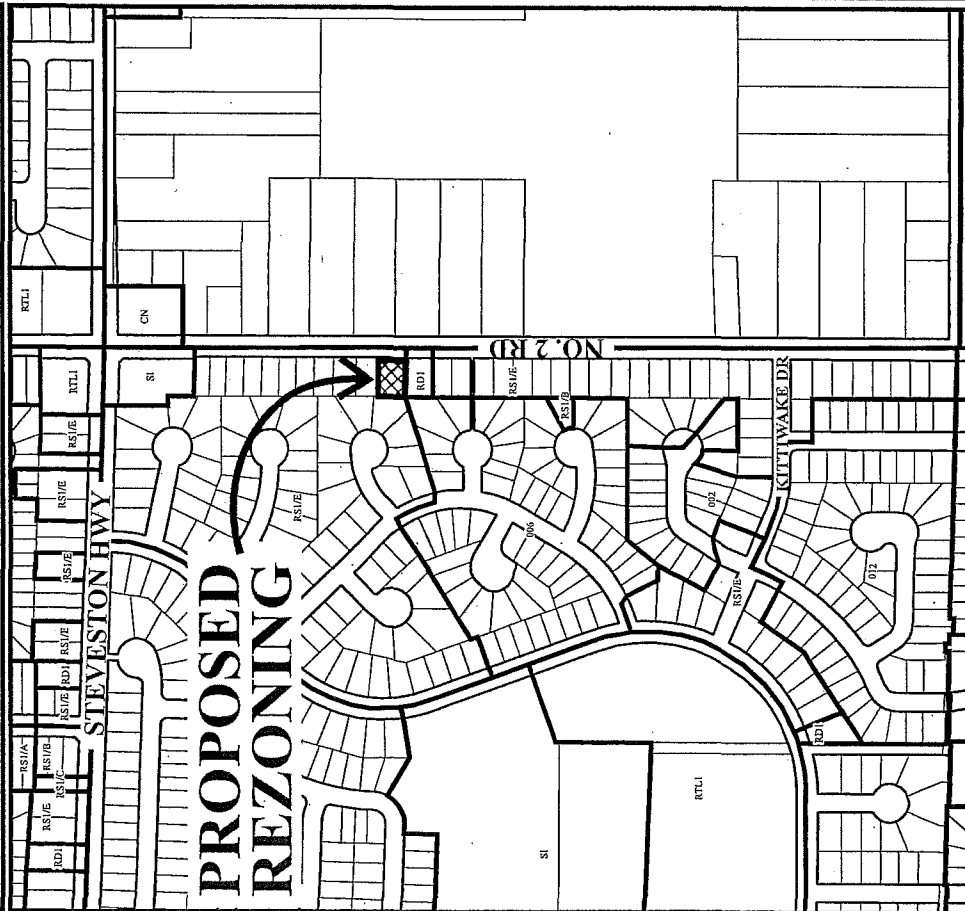 RTL1
CN
SI
RTL1
RS1/E
RS1/E
RS1/E
RS1/E
RD1
RS1/E
RS1/A
RS1/B
RS1/C
RS1/E
RD1
STEVESTON HWY
NO. 2 RD
RD1
RS1/E
RS1/B
RS1/E
PROPOSED
REZONING
006
002
KITTIWAKE DR
RS1/E
012
RD1
SI
RTL1